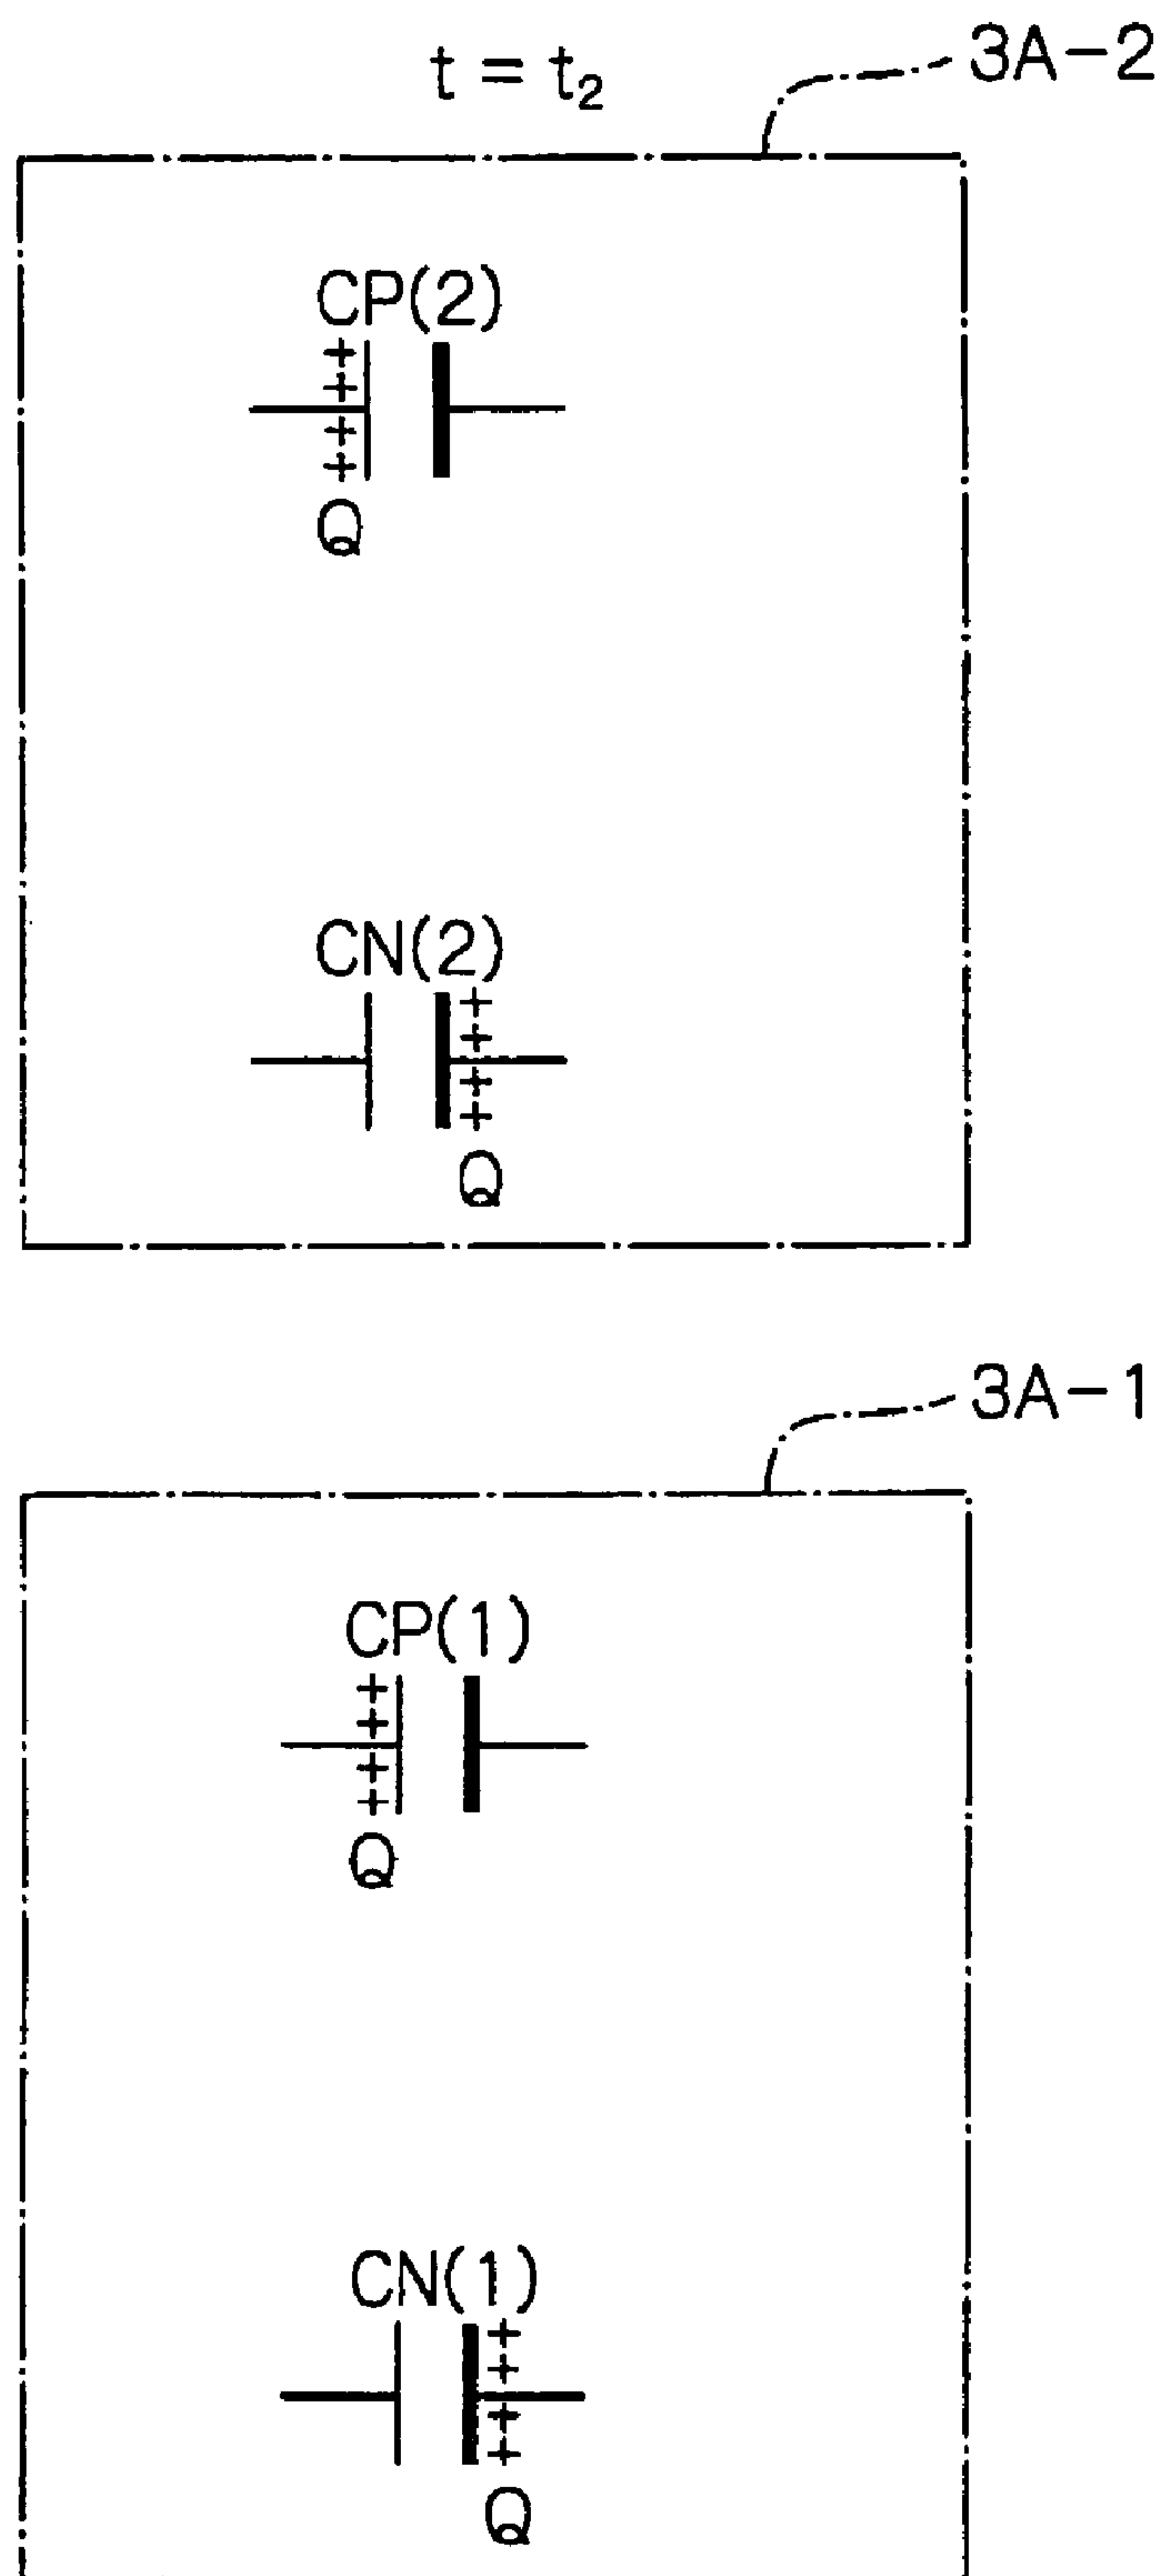 t = t₂
3A-2
CP(2)
++++
Q
CN(2)
++++
Q
3A-1
CP(1)
++++
Q
CN(1)
++++
Q